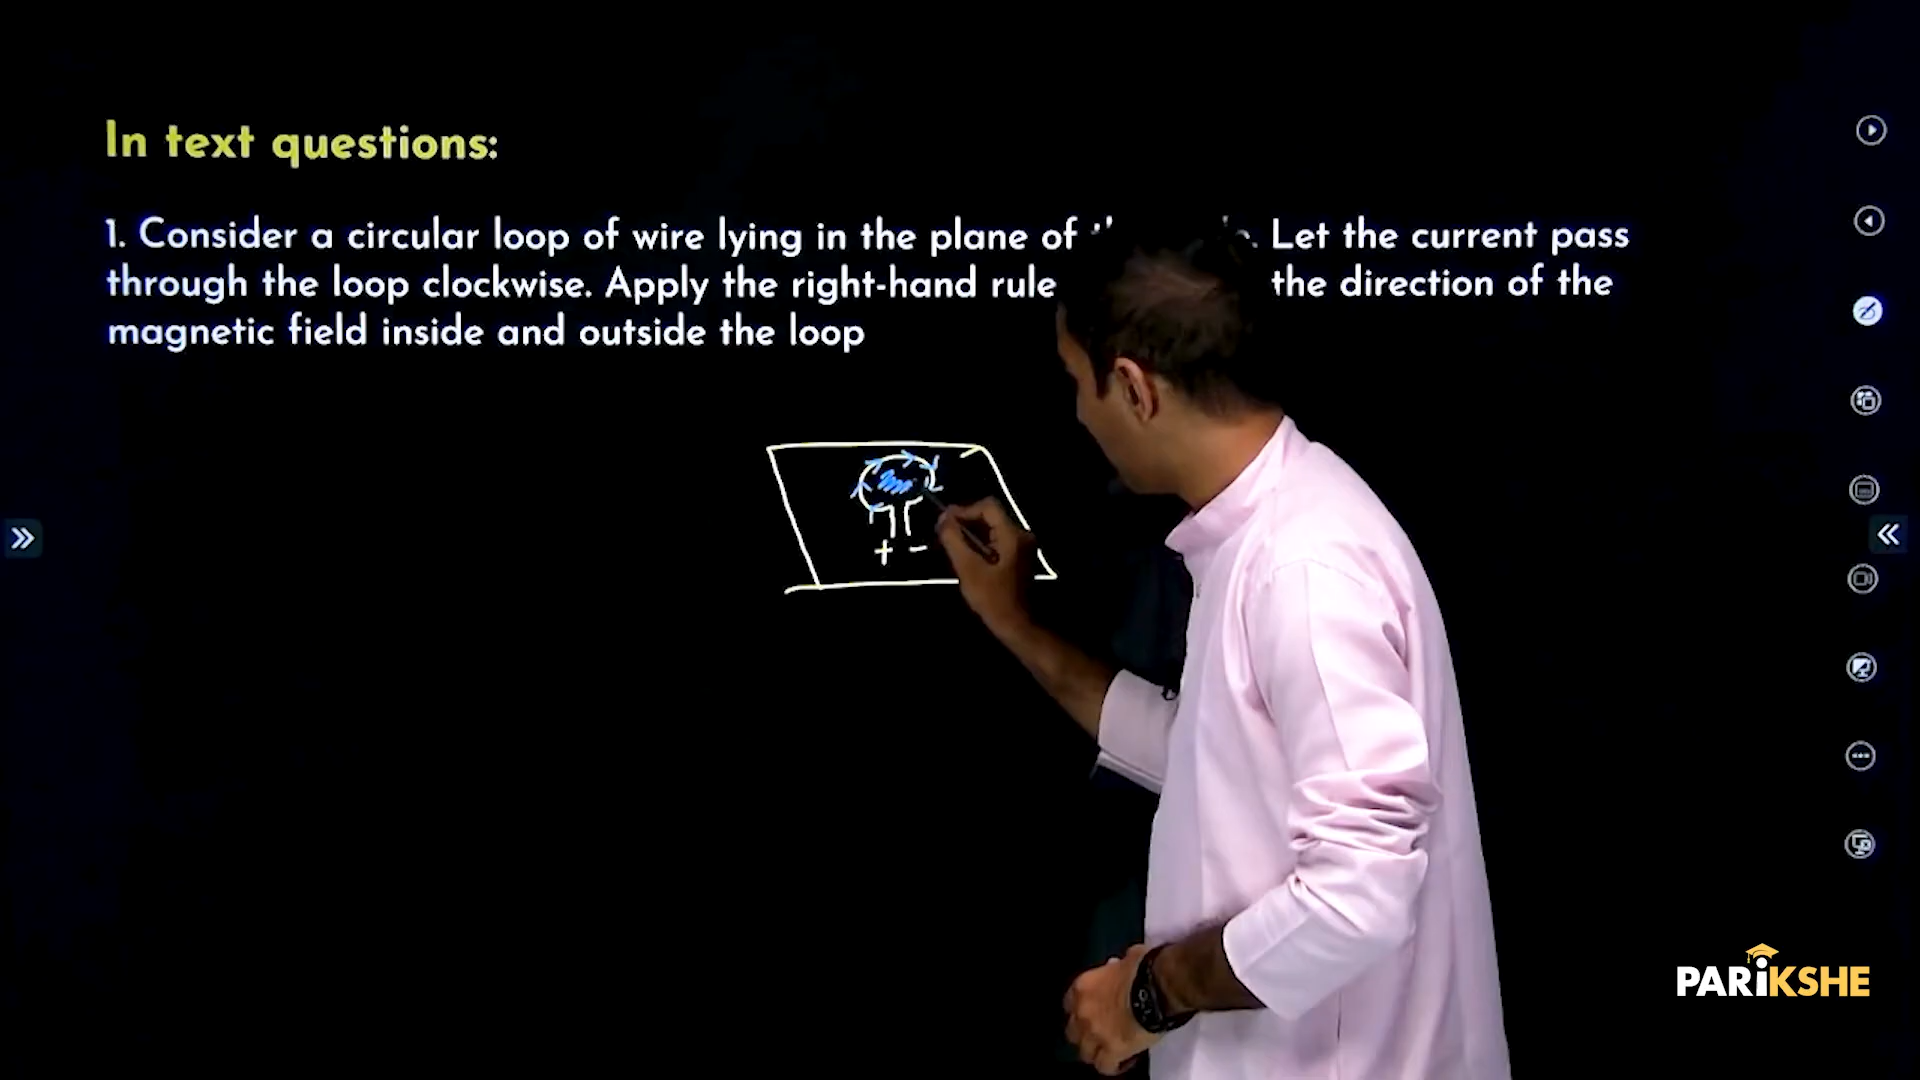 In text questions:
1. Consider a circular loop of wire lying in the plane of Let the current pass
through the loop clockwise. Apply the right-hand rule the direction of the
magnetic field inside and outside the loop
+ -
PARiKSHE